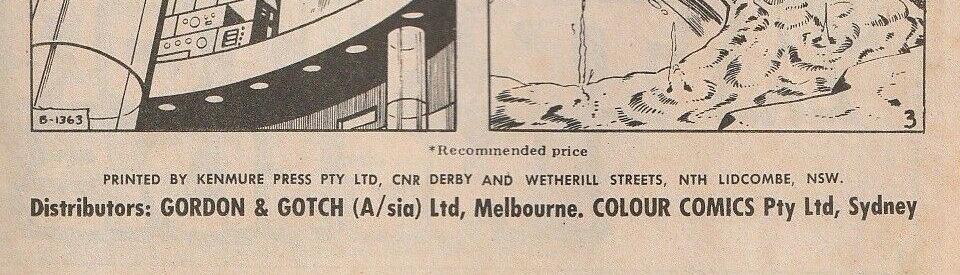 B-1363
3
*Recommended price
PRINTED BY KENMURE PRESS PTY LTD, CNR DERBY AND WETHERILL STREETS, NTH LIDCOMBE, NSW.
Distributors: GORDON & GOTCH (A/sia) Ltd, Melbourne. COLOUR COMICS Pty Ltd, Sydney